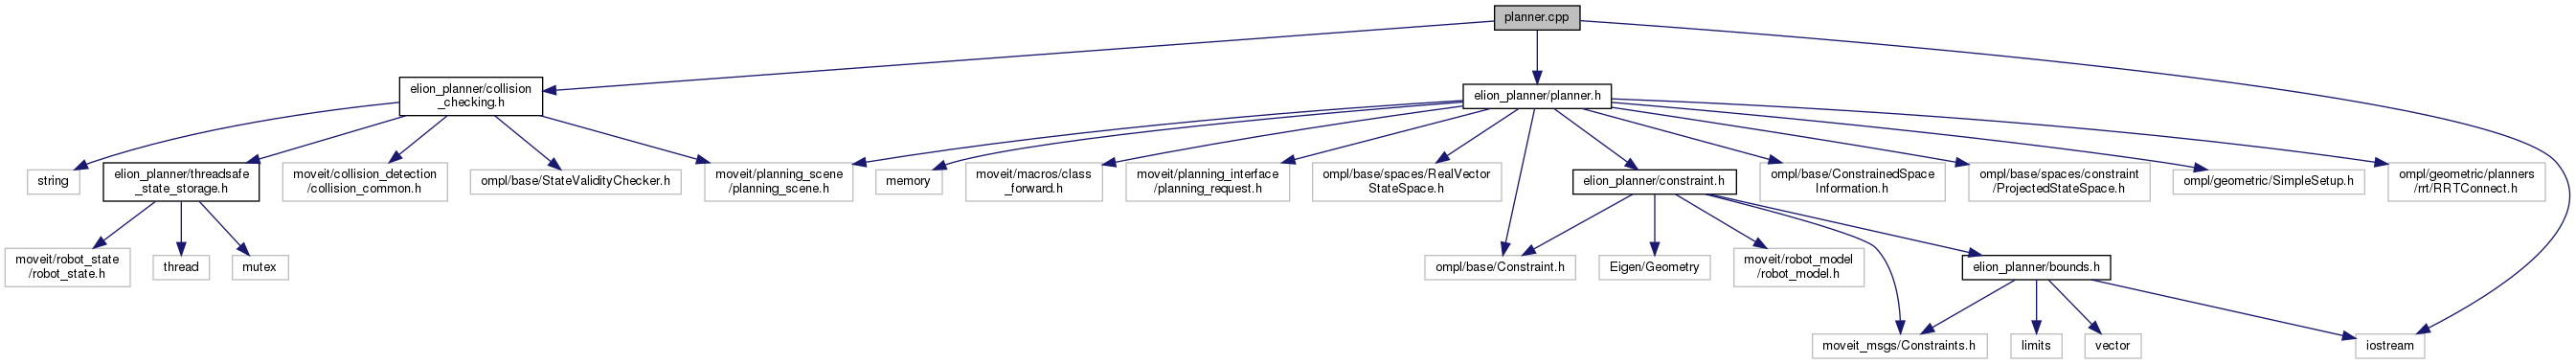 planner.cpp
elion_planner/collision
_checking.h
elion_planner/planner.h
string
elion_planner/threadsafe
_state_storage.h
moveit/collision_detection
/collision_common.h
ompl/base/StateValidityChecker.h
moveit/planning_scene
/planning_scene.h
memory
moveit/macros/class
_forward.h
moveit/planning_interface
/planning_request.h
ompl/base/spaces/RealVector
StateSpace.h
elion_planner/constraint.h
ompl/base/ConstrainedSpace
Information.h
ompl/base/spaces/constraint
/ProjectedStateSpace.h
ompl/geometric/SimpleSetup.h
ompl/geometric/planners
/rrt/RRTConnect.h
moveit/robot_state
/robot_state.h
thread
mutex
ompl/base/Constraint.h
Eigen/Geometry
moveit/robot_model
/robot_model.h
elion_planner/bounds.h
moveit_msgs/Constraints.h
limits
vector
iostream